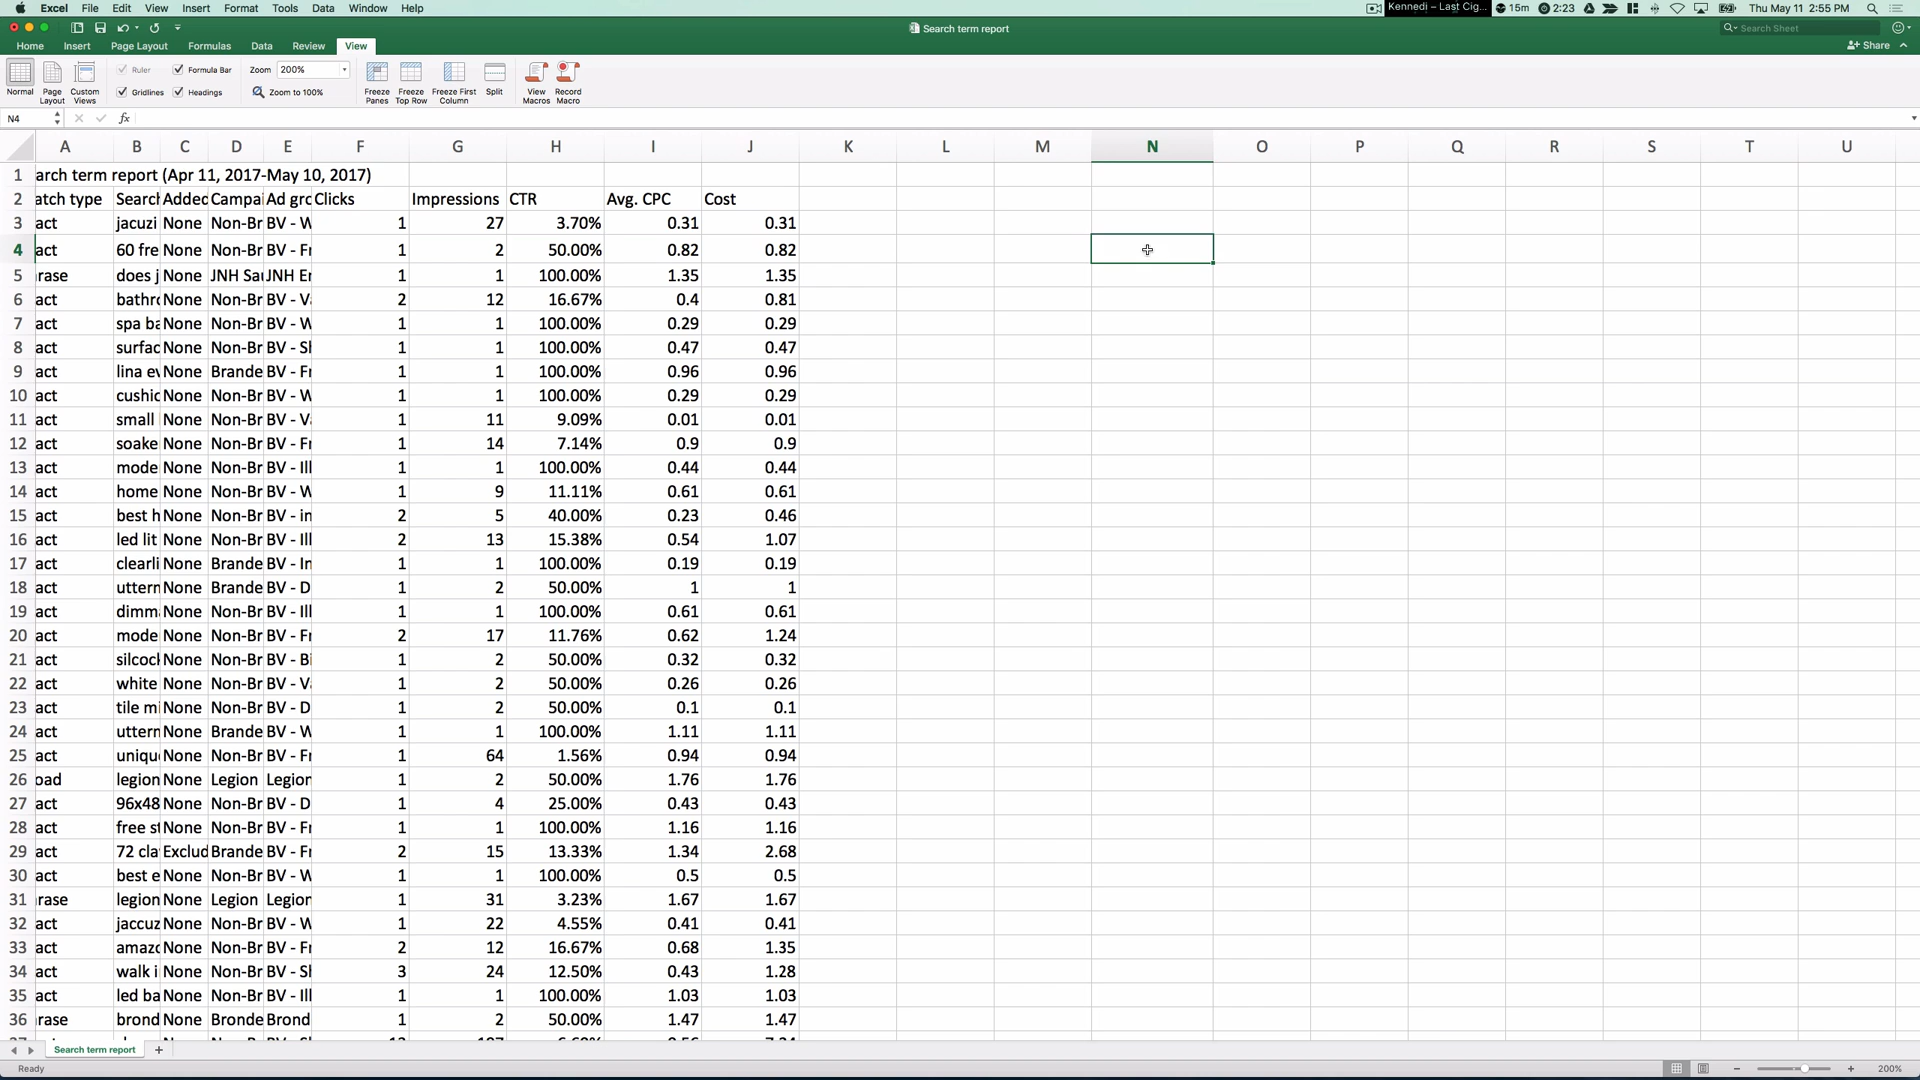 Excel File Edit View Insert Format Tools Data Window Help Kennedi – Last Cig... 15m 2:23 Thu May 11 2:55 PM
Search term report Search Sheet
Home Insert Page Layout Formulas Data Review View Share
Ruler Formula Bar Zoom 200%
Gridlines Headings Zoom to 100%
Normal Page Layout Custom Views Freeze Panes Freeze Top Row Freeze First Column Split View Macros Record Macro
N4 fx
A B C D E F G H I J K L M N O P Q R S T U
1 arch term report (Apr 11, 2017-May 10, 2017)
2 atch type Search Added Campai Ad gro Clicks Impressions CTR Avg. CPC Cost
3 act jacuzi None Non-Br BV - W 1 27 3.70% 0.31 0.31
4 act 60 fre None Non-Br BV - Fr 1 2 50.00% 0.82 0.82
5 rase does j None JNH Sau JNH Er 1 1 100.00% 1.35 1.35
6 act bathro None Non-Br BV - Va 2 12 16.67% 0.4 0.81
7 act spa ba None Non-Br BV - W 1 1 100.00% 0.29 0.29
8 act surfac None Non-Br BV - Sh 1 1 100.00% 0.47 0.47
9 act lina ev None Brande BV - Fr 1 1 100.00% 0.96 0.96
10 act cushio None Non-Br BV - W 1 1 100.00% 0.29 0.29
11 act small None Non-Br BV - Va 1 11 9.09% 0.01 0.01
12 act soake None Non-Br BV - Fr 1 14 7.14% 0.9 0.9
13 act mode None Non-Br BV - Ill 1 1 100.00% 0.44 0.44
14 act home None Non-Br BV - W 1 9 11.11% 0.61 0.61
15 act best h None Non-Br BV - in 2 5 40.00% 0.23 0.46
16 act led lit None Non-Br BV - Ill 2 13 15.38% 0.54 1.07
17 act clearli None Brande BV - In 1 1 100.00% 0.19 0.19
18 act uttern None Brande BV - D 1 2 50.00% 1 1
19 act dimma None Non-Br BV - Ill 1 1 100.00% 0.61 0.61
20 act mode None Non-Br BV - Fr 2 17 11.76% 0.62 1.24
21 act silcoch None Non-Br BV - Bi 1 2 50.00% 0.32 0.32
22 act white None Non-Br BV - Va 1 2 50.00% 0.26 0.26
23 act tile mi None Non-Br BV - D 1 2 50.00% 0.1 0.1
24 act uttern None Brande BV - W 1 1 100.00% 1.11 1.11
25 act uniqu None Non-Br BV - Fr 1 64 1.56% 0.94 0.94
26 oad legion None Legion Legion 1 2 50.00% 1.76 1.76
27 act 96x48 None Non-Br BV - D 1 4 25.00% 0.43 0.43
28 act free st None Non-Br BV - Fr 1 1 100.00% 1.16 1.16
29 act 72 cla Exclud Brande BV - Fr 2 15 13.33% 1.34 2.68
30 act best e None Non-Br BV - W 1 1 100.00% 0.5 0.5
31 rase legion None Legion Legion 1 31 3.23% 1.67 1.67
32 act jaccuz None Non-Br BV - W 1 22 4.55% 0.41 0.41
33 act amazo None Non-Br BV - Fr 2 12 16.67% 0.68 1.35
34 act walk i None Non-Br BV - Sh 3 24 12.50% 0.43 1.28
35 act led ba None Non-Br BV - Ill 1 1 100.00% 1.03 1.03
36 rase brond None Bronde Brond 1 2 50.00% 1.47 1.47
Search term report
Ready 200%